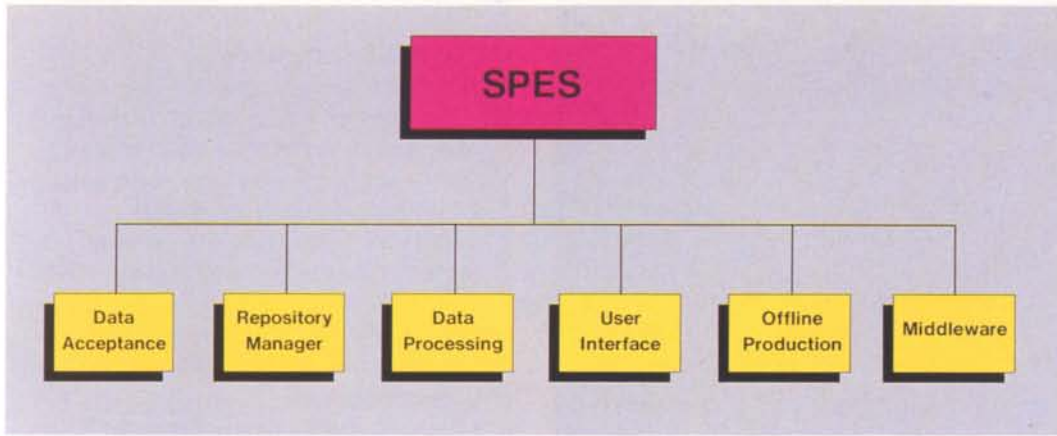 SPES
Data
Acceptance
Repository
Manager
Data
Processing
User
Interface
Offline
Production
Middleware